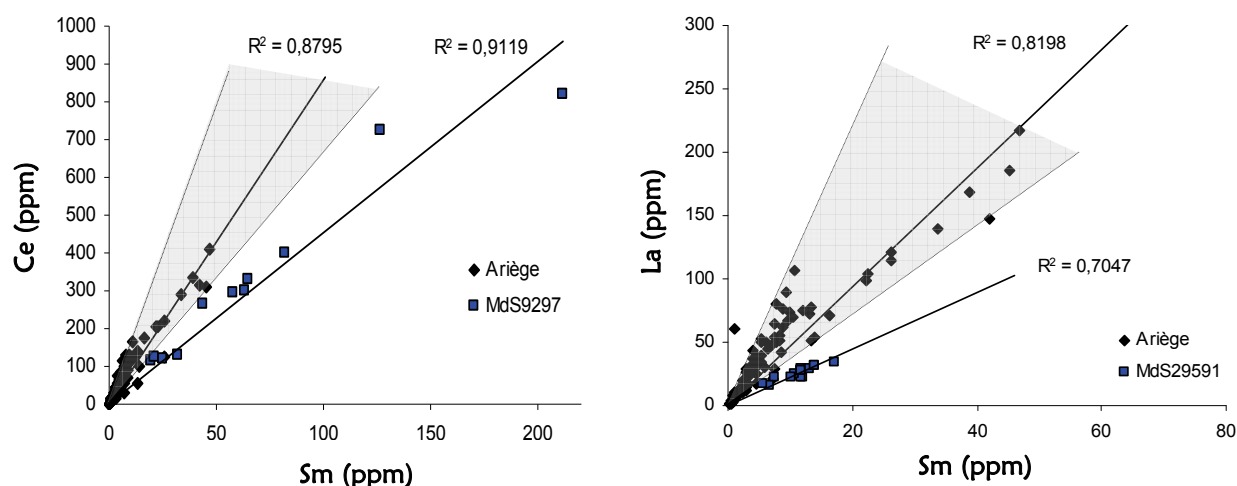 1000
900
800
700
600
500
400
300
200
100
0
Ce (ppm)
R² = 0,8795
R² = 0,9119
Ariège
MdS9297
0 50 100 150 200
Sm (ppm)
300
250
200
150
100
50
0
La (ppm)
R² = 0,8198
R² = 0,7047
Ariège
MdS29591
0 20 40 60 80
Sm (ppm)